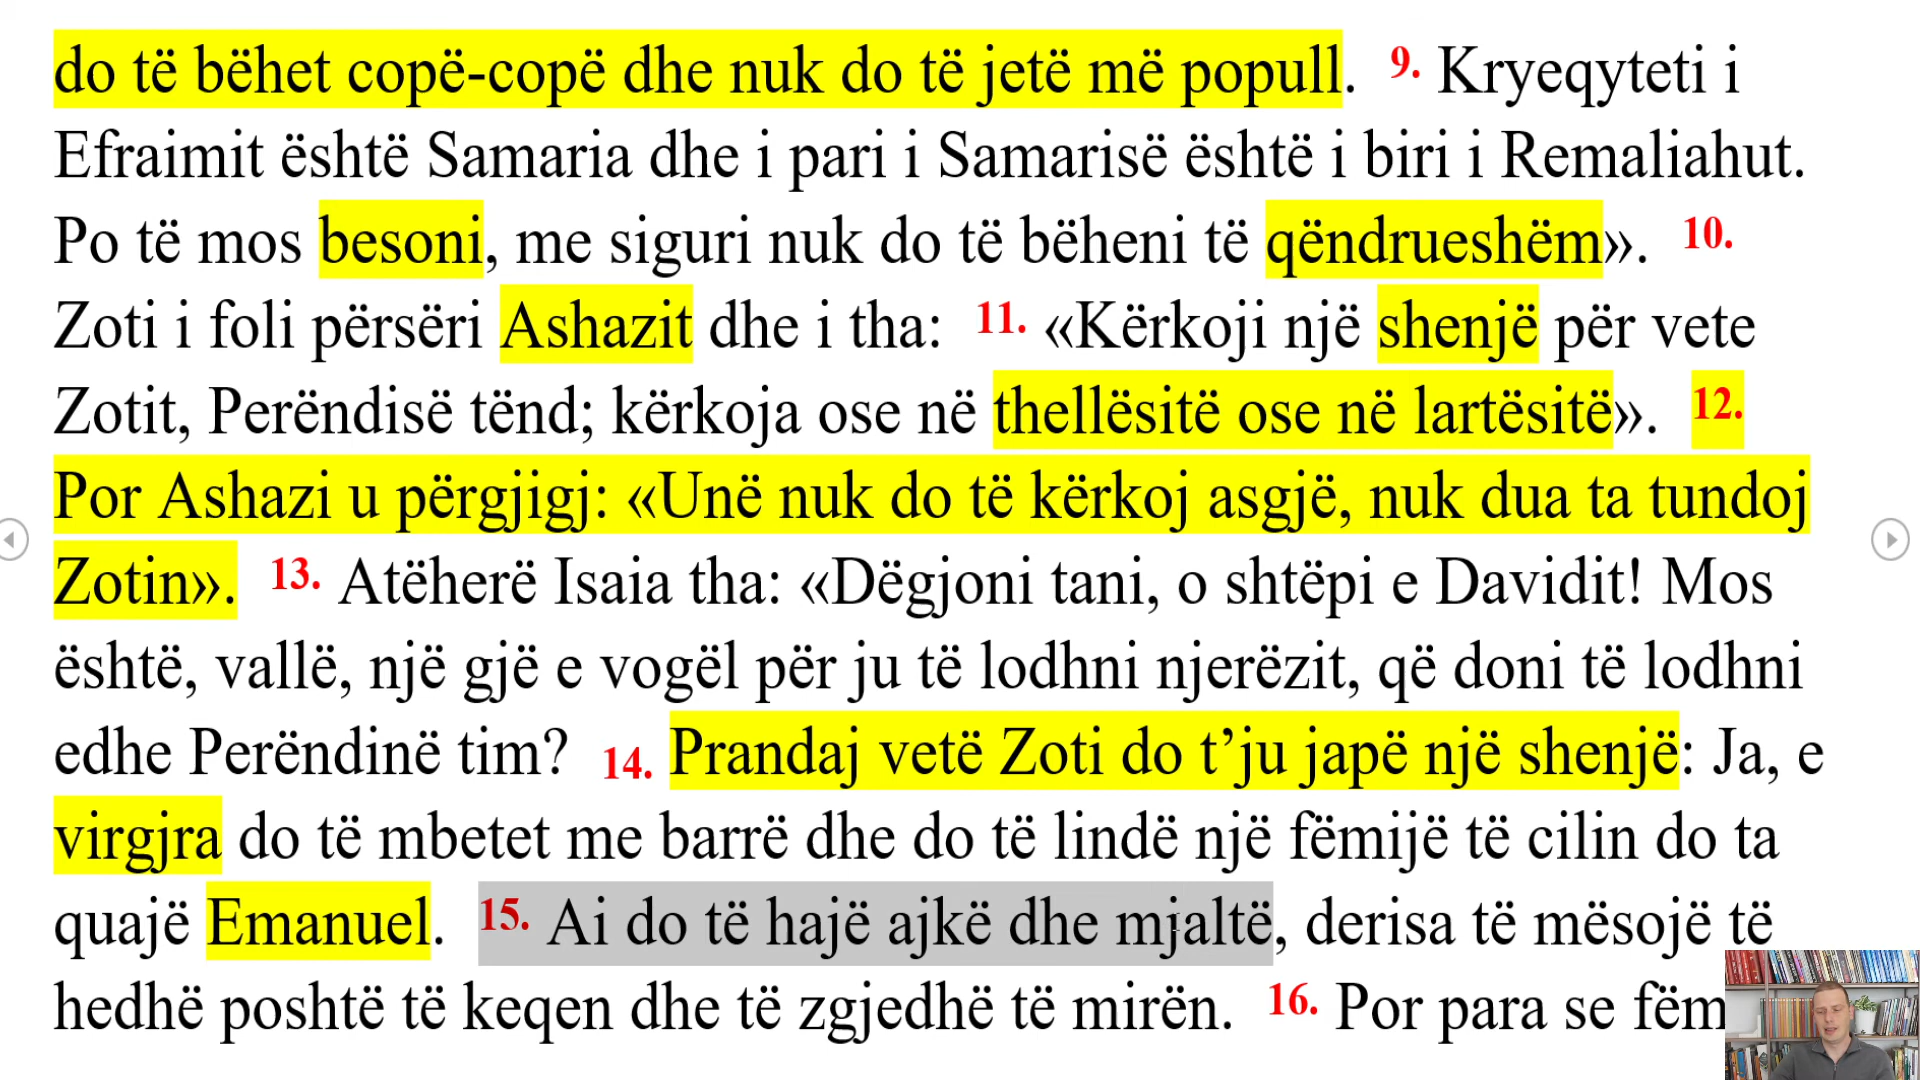 do të bëhet copë-copë dhe nuk do të jetë më popull. 9. Kryeqyteti i
Efraimit është Samaria dhe i pari i Samarisë është i biri i Remaliahut.
Po të mos besoni, me siguri nuk do të bëheni të qëndrueshëm». 10.
Zoti i foli përsëri Ashazit dhe i tha: 11. «Kërkoji një shenjë për vete
Zotit, Perëndisë tënd; kërkoja ose në thellësitë ose në lartësitë». 12.
Por Ashazi u përgjigj: «Unë nuk do të kërkoj asgjë, nuk dua ta tundoj
Zotin». 13. Atëherë Isaia tha: «Dëgjoni tani, o shtëpi e Davidit! Mos
është, vallë, një gjë e vogël për ju të lodhni njerëzit, që doni të lodhni
edhe Perëndinë tim? 14. Prandaj vetë Zoti do t’ju japë një shenjë: Ja, e
virgjra do të mbetet me barrë dhe do të lindë një fëmijë të cilin do ta
quajë Emanuel. 15. Ai do të hajë ajkë dhe mjaltë, derisa të mësojë të
hedhë poshtë të keqen dhe të zgjedhë të mirën. 16. Por para se fëm